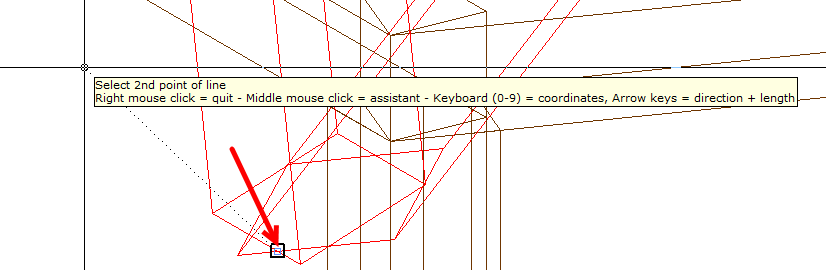 Select 2nd point of line
Right mouse click = quit - Middle mouse click = assistant - Keyboard (0-9) = coordinates, Arrow keys = direction + length